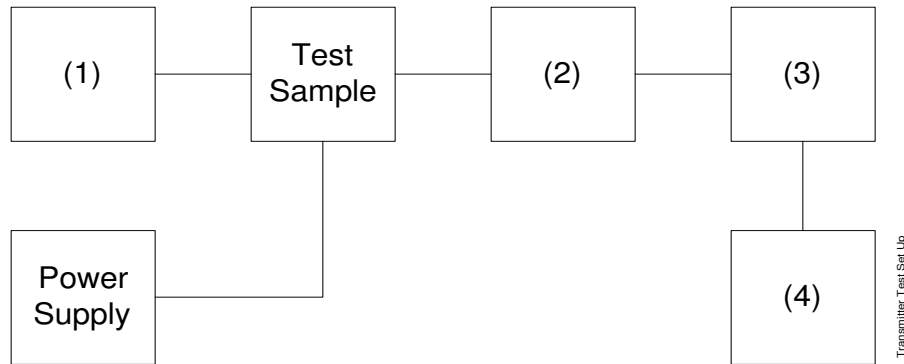 (1)
Test
Sample
(2)
(3)
Power
Supply
(4)
Transmitter Test Set Up